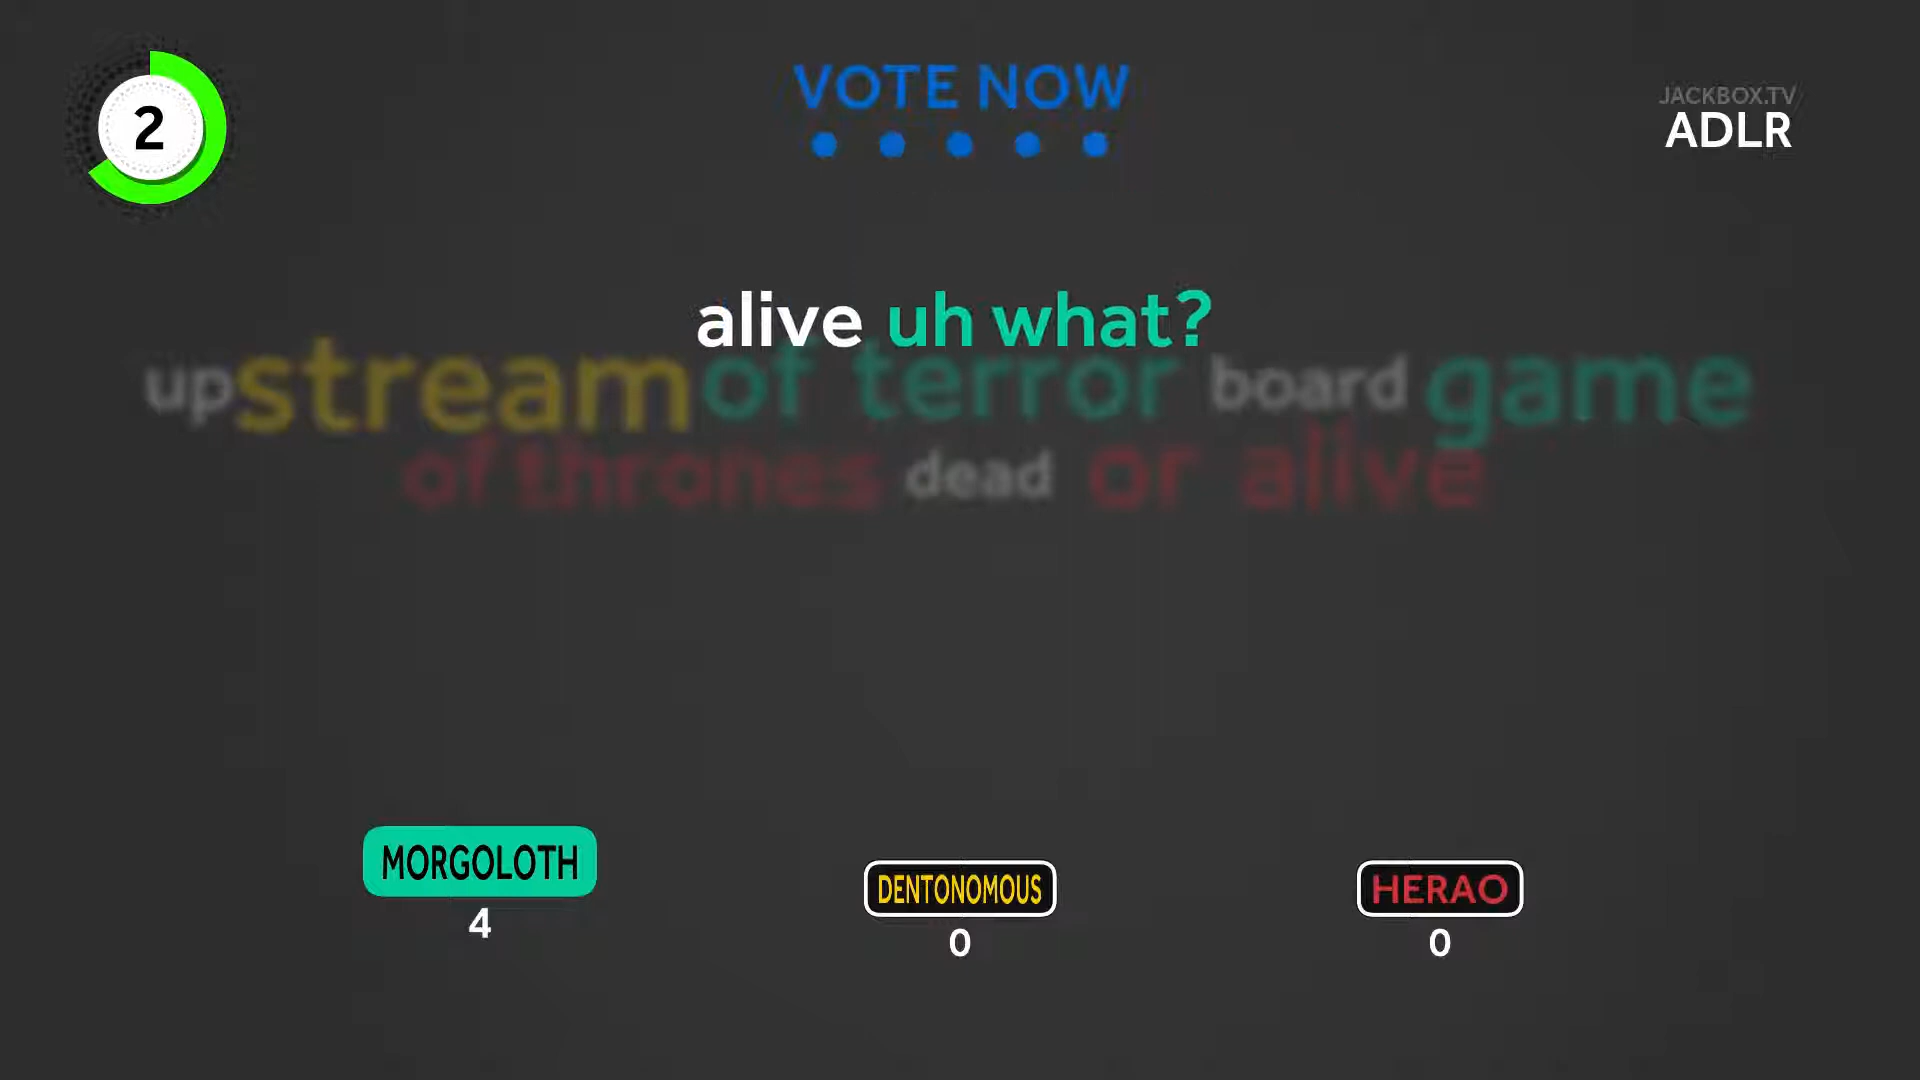 2
VOTE NOW
JACKBOX.TV
ADLR
alive uh what?
upstream of terror board game
of thrones dead or alive
MORGOLOTH
4
DENTONOMOUS
0
HERAO
0